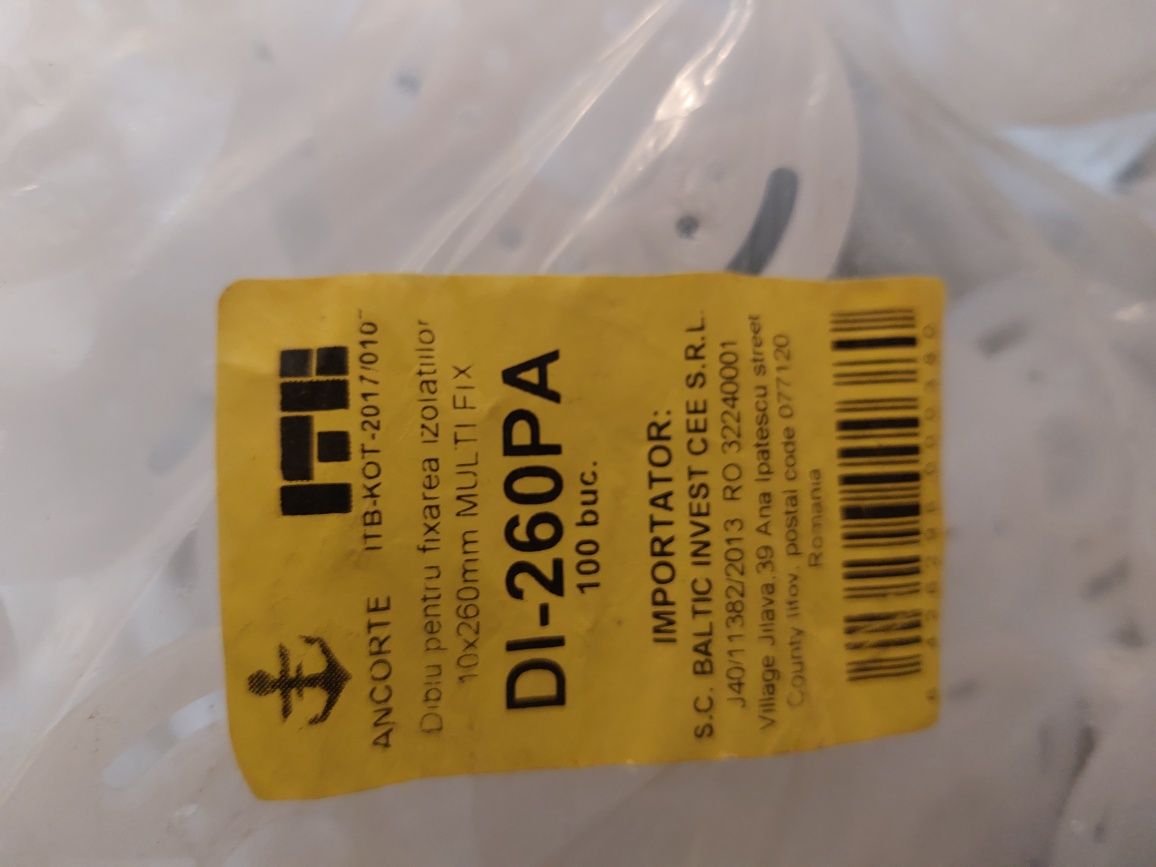 ANCORTE ITB-KOT-2017/010
Diblu pentru fixarea izolatiilor
10x260mm MULTI FIX
DI-260PA
100 buc.
IMPORTATOR:
S.C. BALTIC INVEST CEE S.R.L.
J40/11382/2013 RO 32240001
Village Jilava,39 Ana Ipatescu street
County Ilfov, postal code 077120
Romania